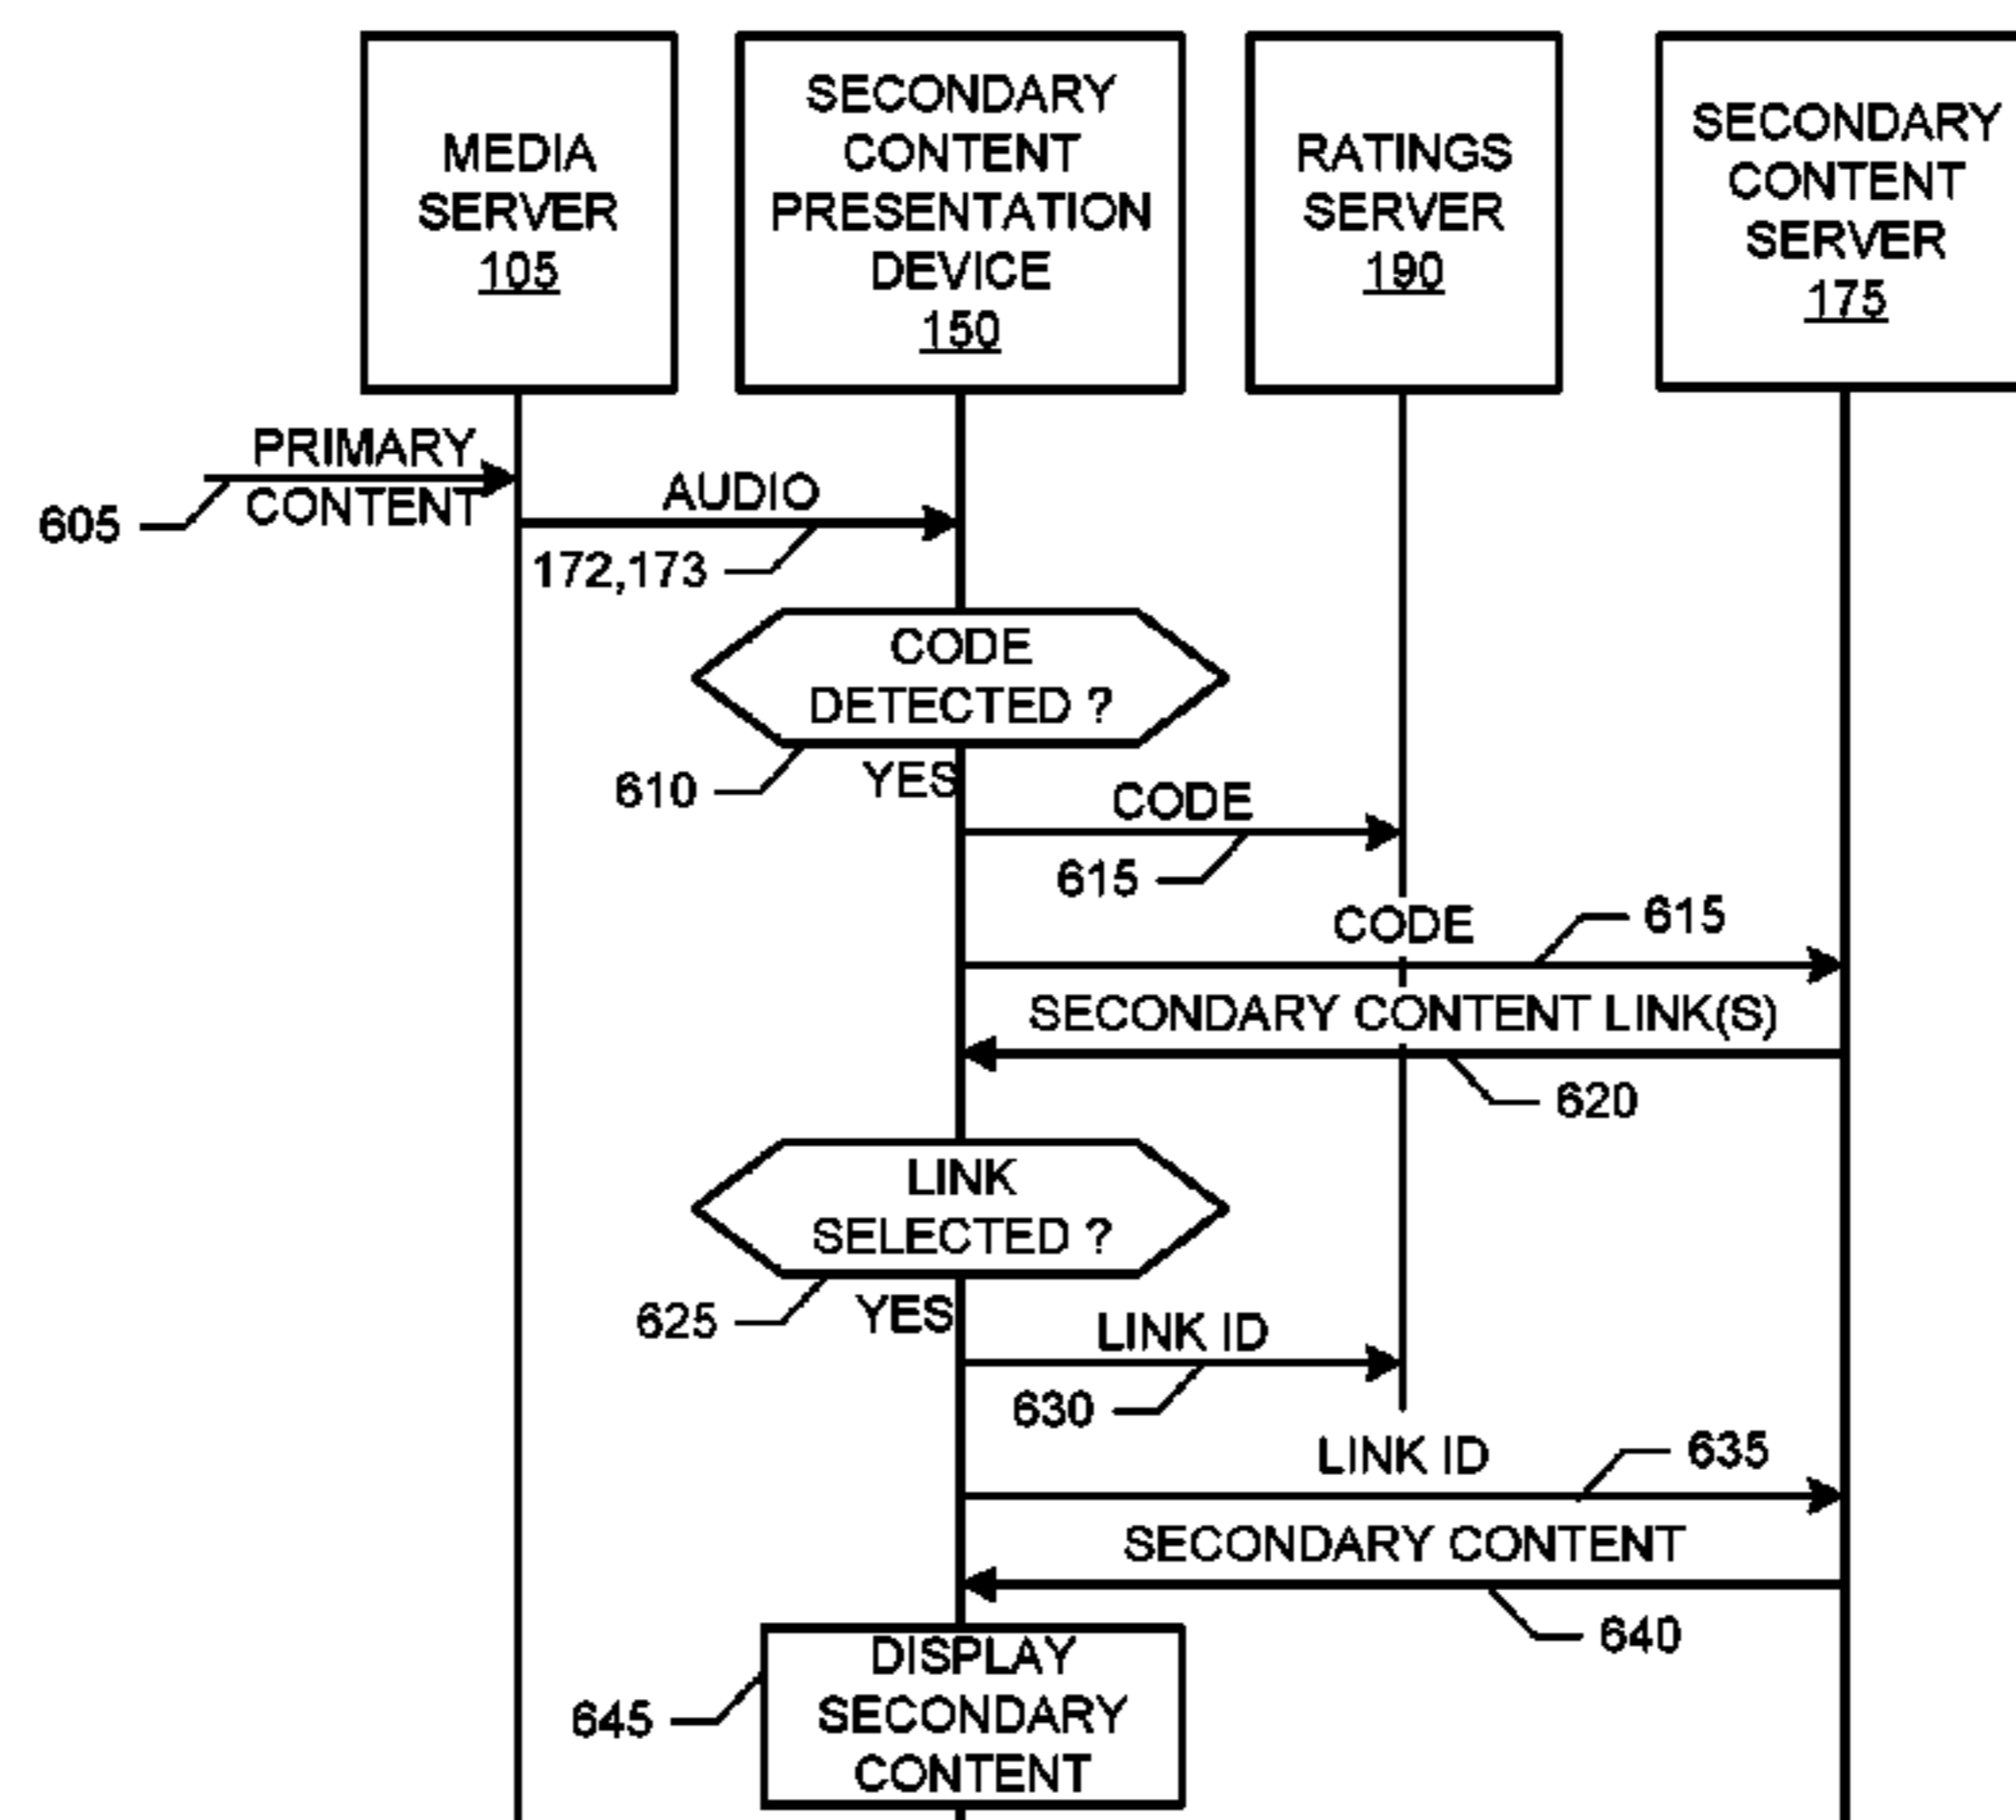 MEDIA
SERVER
105
SECONDARY
CONTENT
PRESENTATION
DEVICE
150
RATINGS
SERVER
190
SECONDARY
CONTENT
SERVER
175
PRIMARY
CONTENT
605
AUDIO
172,173
CODE
DETECTED ?
610
YES
CODE
615
CODE
615
SECONDARY CONTENT LINK(S)
620
LINK
SELECTED ?
625
YES
LINK ID
630
LINK ID
635
SECONDARY CONTENT
640
DISPLAY
SECONDARY
CONTENT
645